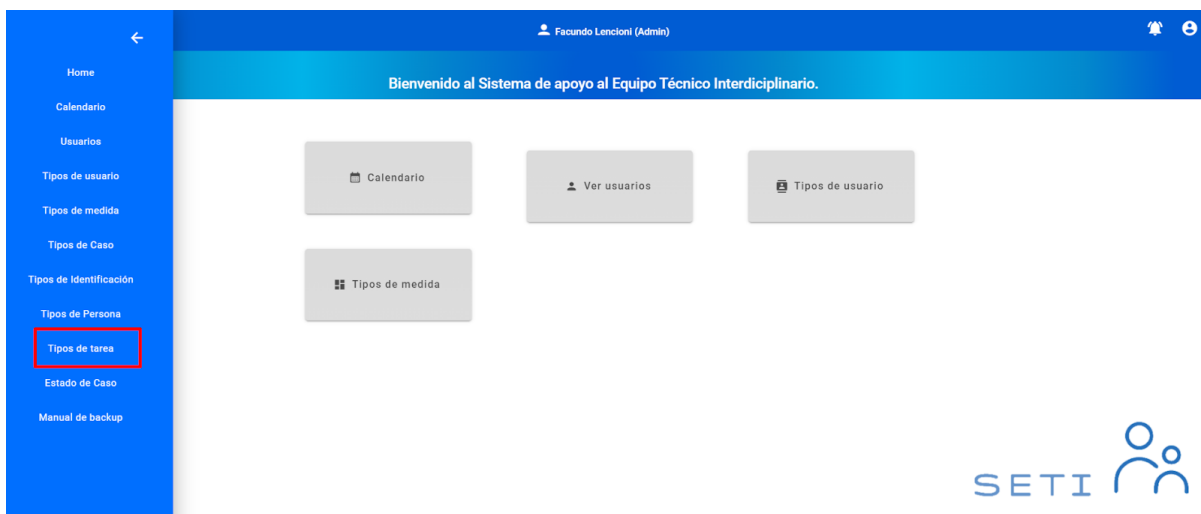 Facundo Lencioni (Admin)
Bienvenido al Sistema de apoyo al Equipo Técnico Interdiciplinario.
Home
Calendario
Usuarios
Tipos de usuario
Tipos de medida
Tipos de Caso
Tipos de Identificación
Tipos de Persona
Tipos de tarea
Estado de Caso
Manual de backup
Calendario
Ver usuarios
Tipos de usuario
Tipos de medida
SETI